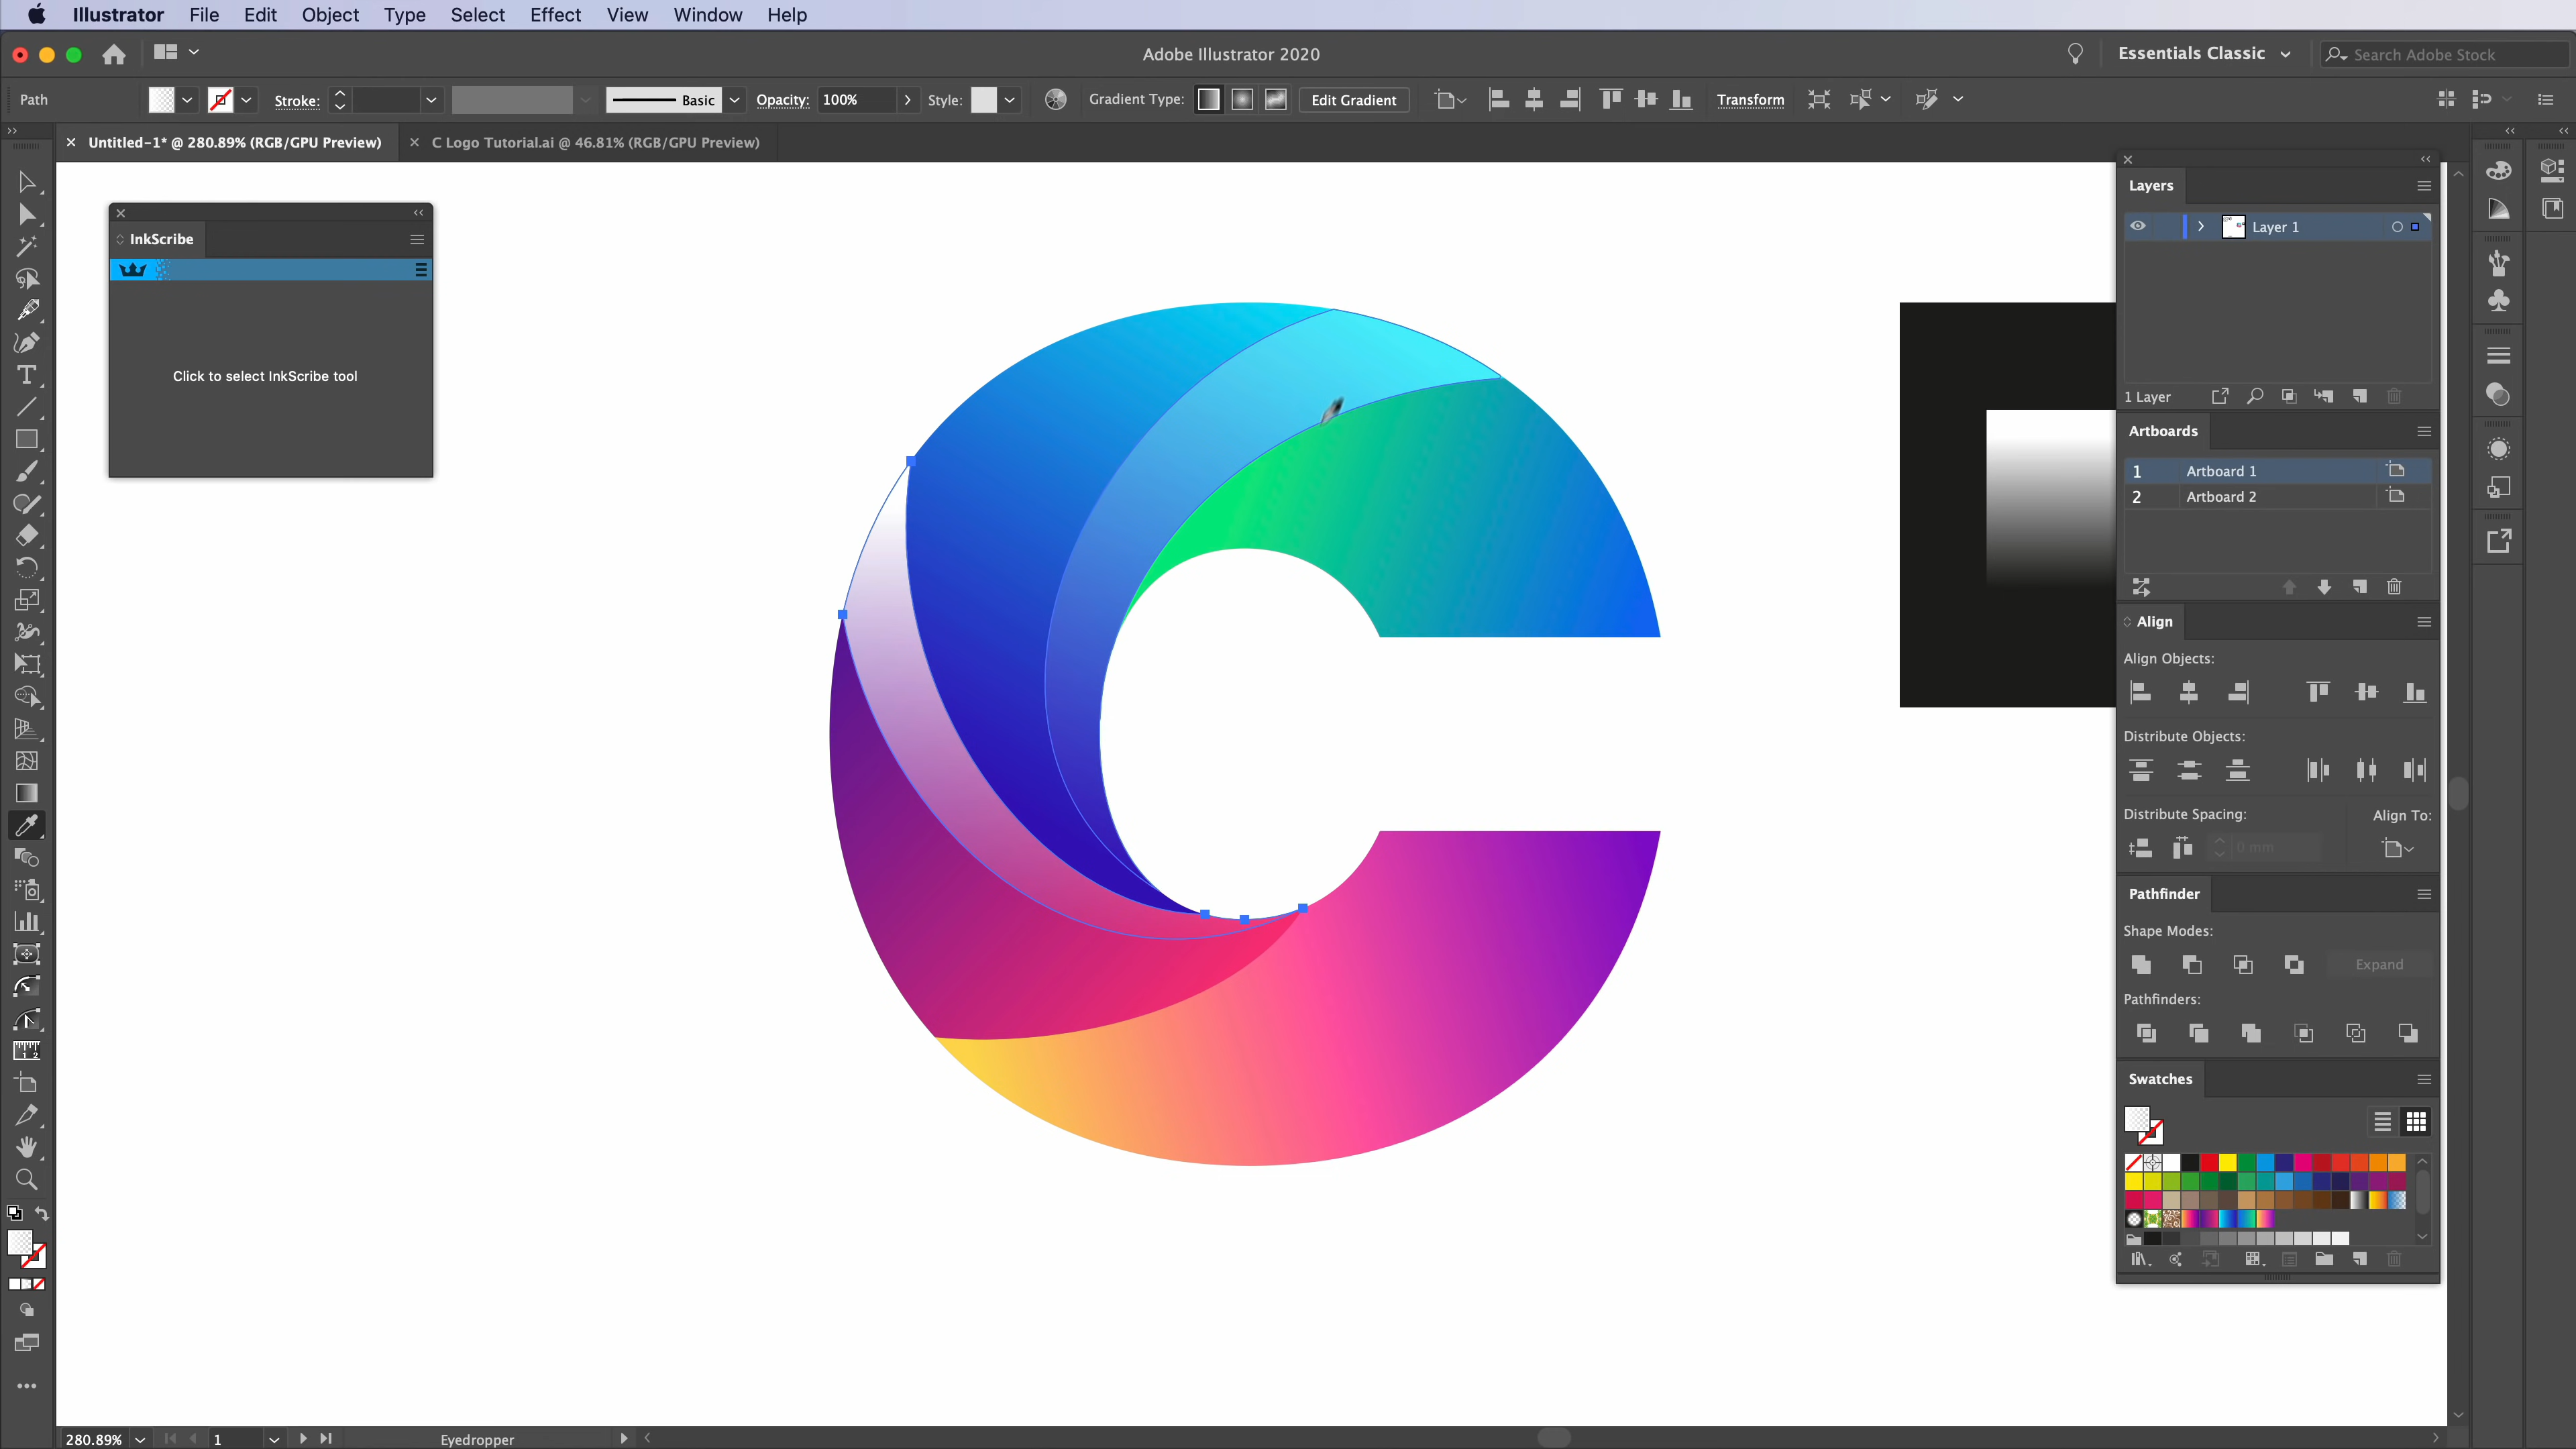 Illustrator File Edit Object Type Select Effect View Window Help
Adobe Illustrator 2020
Essentials Classic
Search Adobe Stock
Path
Stroke:
Basic
Opacity: 100%
Style:
Gradient Type:
Edit Gradient
Transform
Untitled-1* @ 280.89% (RGB/GPU Preview)
C Logo Tutorial.ai @ 46.81% (RGB/GPU Preview)
InkScribe
Click to select InkScribe tool
Layers
Layer 1
1 Layer
Artboards
1 Artboard 1
2 Artboard 2
Align
Align Objects:
Distribute Objects:
Distribute Spacing:
Align To:
0 mm
Pathfinder
Shape Modes:
Expand
Pathfinders:
Swatches
280.89%
1
Eyedropper